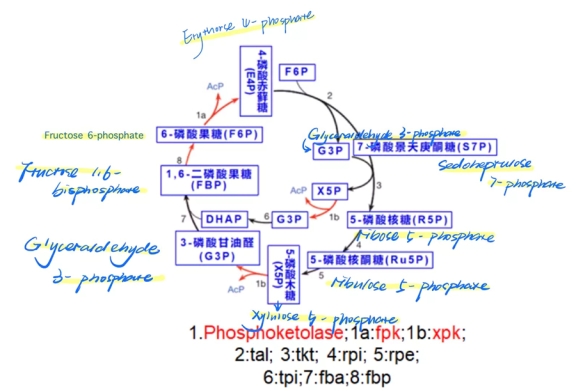 Erythorse 4-phosphate
4-磷酸赤藓糖
(E4P)
F6P
AcP
2
1a
Fructose 6-phosphate
6-磷酸果糖(F6P)
Glyceraldehyde 3-phosphate
G3P
7-磷酸景天庚酮糖(S7P)
Sedoheptulose
7-phosphate
8
Fructose 1,6-
bisphosphate
1,6-二磷酸果糖
(FBP)
3
X5P
AcP
1b
7
DHAP
6
G3P
5-磷酸核糖(R5P)
Ribose 5-phosphate
Glyceraldehyde
3-phosphate
3-磷酸甘油醛
(G3P)
4
5-磷酸核酮糖(Ru5P)
Ribulose 5-phosphate
5
5-磷酸木糖
(X5P)
1b
AcP
Xylulose 5-phosphate
1.Phosphoketolase;1a:fpk;1b:xpk;
2:tal; 3:tkt; 4:rpi; 5:rpe;
6:tpi;7:fba;8:fbp